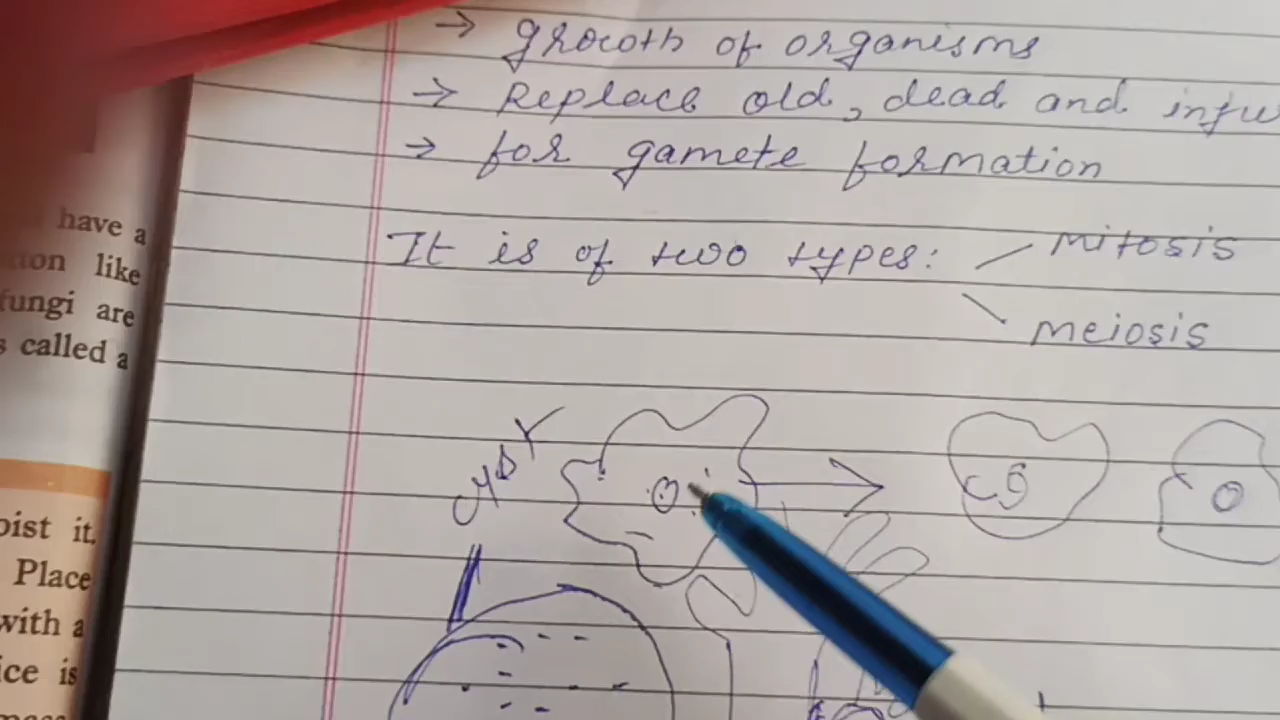 → growth of organisms
→ Replace old, dead and
→ for gamete formation
It is of two types: mitosis
meiosis
have a
like
fungi are
called a
it.
Place
with a
ice is